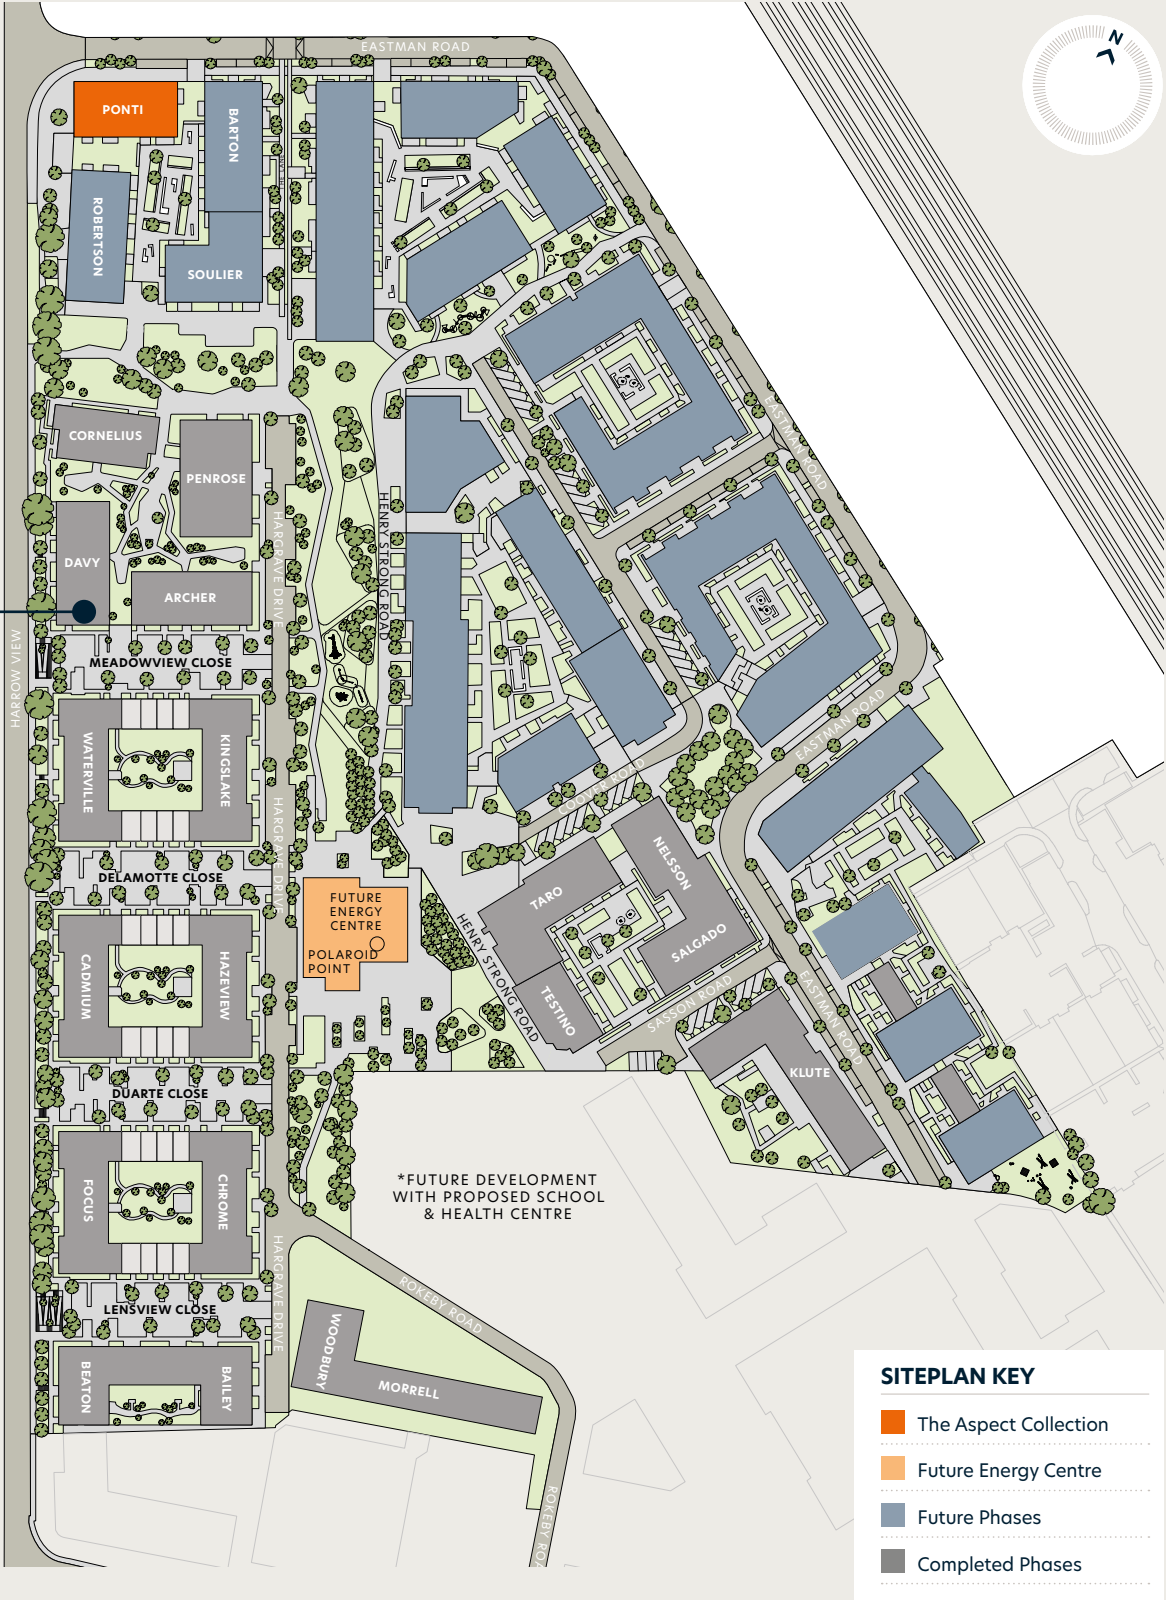 EASTMAN ROAD
N
PONTI
BARTON
THE LANE
ROBERTSON
SOULIER
CORNELIUS
PENROSE
EASTMAN ROAD
HENRY STRONG ROAD
HARGRAVE DRIVE
DAVY
ARCHER
HARROW VIEW
MEADOWVIEW CLOSE
EASTMAN ROAD
WATERVILLE
KINGSLAKE
COOVER ROAD
HARGRAVE DRIVE
NELSSON
DELAMOTTE CLOSE
TARO
FUTURE
ENERGY
CENTRE
POLAROID
POINT
HENRY STRONG ROAD
SALGADO
CADMIUM
HAZEVIEW
TESTINO
SASSON ROAD
EASTMAN ROAD
KLUTE
DUARTE CLOSE
*FUTURE DEVELOPMENT
WITH PROPOSED SCHOOL
& HEALTH CENTRE
FOCUS
CHROME
HARGRAVE DRIVE
ROKEBY ROAD
LENSVIEW CLOSE
WOODBURY
MORRELL
BEATON
BAILEY
ROKEBY ROA
SITEPLAN KEY
The Aspect Collection
Future Energy Centre
Future Phases
Completed Phases